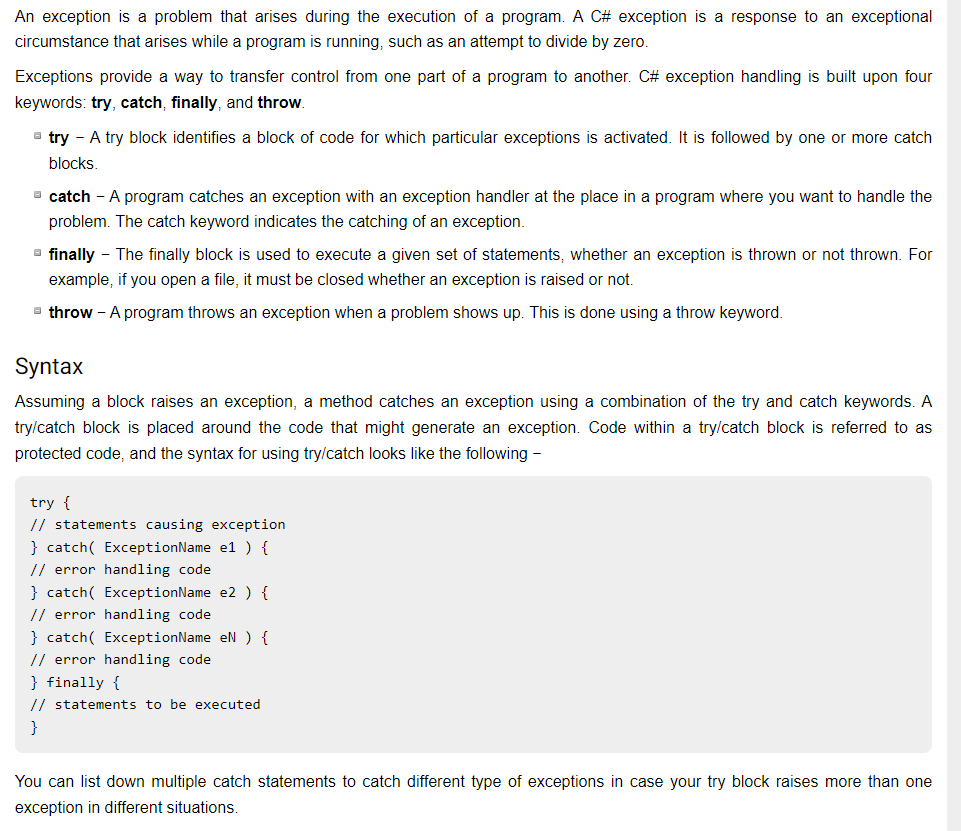 An exception is a problem that arises during the execution of a program. A C# exception is a response to an exceptional
circumstance that arises while a program is running, such as an attempt to divide by zero.
Exceptions provide a way to transfer control from one part of a program to another. C# exception handling is built upon four
keywords: try, catch, finally, and throw.
try − A try block identifies a block of code for which particular exceptions is activated. It is followed by one or more catch
blocks.
catch − A program catches an exception with an exception handler at the place in a program where you want to handle the
problem. The catch keyword indicates the catching of an exception.
finally − The finally block is used to execute a given set of statements, whether an exception is thrown or not thrown. For
example, if you open a file, it must be closed whether an exception is raised or not.
throw − A program throws an exception when a problem shows up. This is done using a throw keyword.
Syntax
Assuming a block raises an exception, a method catches an exception using a combination of the try and catch keywords. A
try/catch block is placed around the code that might generate an exception. Code within a try/catch block is referred to as
protected code, and the syntax for using try/catch looks like the following −
try {
// statements causing exception
} catch( ExceptionName e1 ) {
// error handling code
} catch( ExceptionName e2 ) {
// error handling code
} catch( ExceptionName eN ) {
// error handling code
} finally {
// statements to be executed
}
You can list down multiple catch statements to catch different type of exceptions in case your try block raises more than one
exception in different situations.